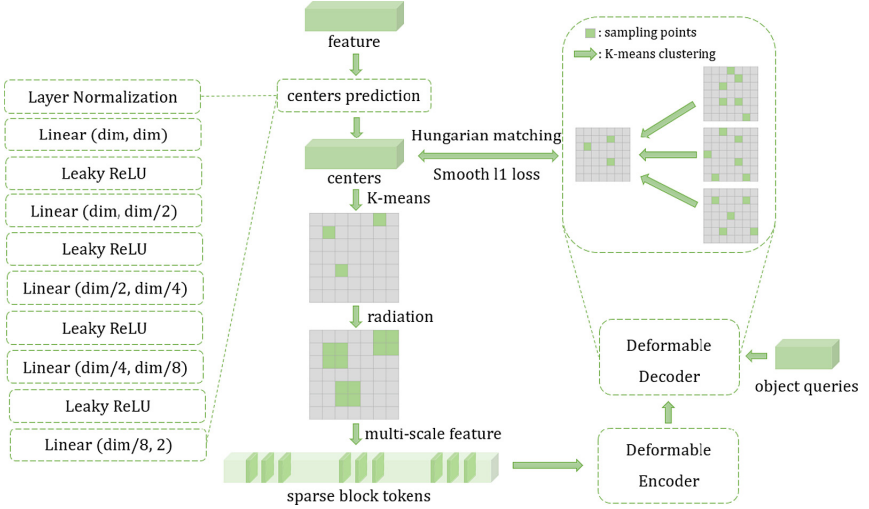 feature
centers prediction
Layer Normalization
Linear (dim, dim)
Leaky ReLU
Linear (dim, dim/2)
Leaky ReLU
Linear (dim/2, dim/4)
Leaky ReLU
Linear (dim/4, dim/8)
Leaky ReLU
Linear (dim/8, 2)
centers
Hungarian matching
Smooth l1 loss
: sampling points
: K-means clustering
K-means
radiation
multi-scale feature
sparse block tokens
Deformable
Encoder
Deformable
Decoder
object queries